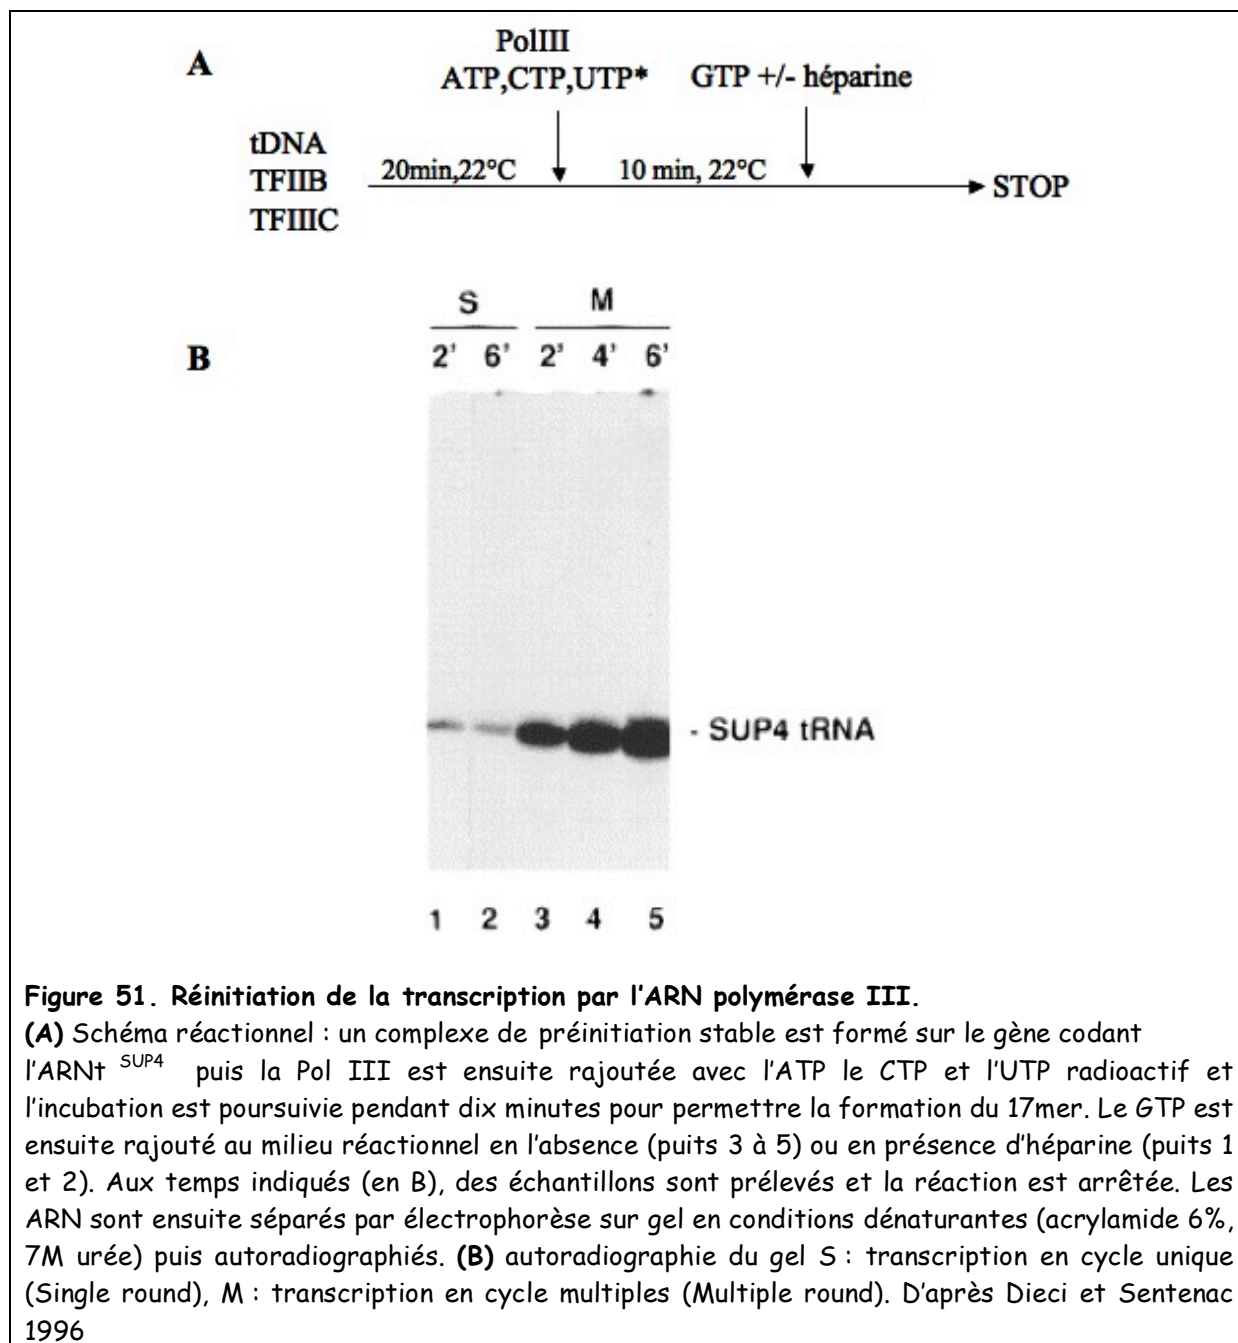 A
PolIII
ATP,CTP,UTP*
GTP +/- héparine
tDNA
TFIIB
TFIIIC
20min,22°C
10 min, 22°C
STOP
B
S
M
2' 6' 2' 4' 6'
- SUP4 tRNA
1 2 3 4 5
Figure 51. Réinitiation de la transcription par l'ARN polymérase III.
(A) Schéma réactionnel : un complexe de préinitiation stable est formé sur le gène codant
l'ARNt SUP4 puis la Pol III est ensuite rajoutée avec l'ATP le CTP et l'UTP radioactif et
l'incubation est poursuivie pendant dix minutes pour permettre la formation du 17mer. Le GTP est
ensuite rajouté au milieu réactionnel en l'absence (puits 3 à 5) ou en présence d'héparine (puits 1
et 2). Aux temps indiqués (en B), des échantillons sont prélevés et la réaction est arrêtée. Les
ARN sont ensuite séparés par électrophorèse sur gel en conditions dénaturantes (acrylamide 6%,
7M urée) puis autoradiographiés. (B) autoradiographie du gel S : transcription en cycle unique
(Single round), M : transcription en cycle multiples (Multiple round). D'après Dieci et Sentenac
1996